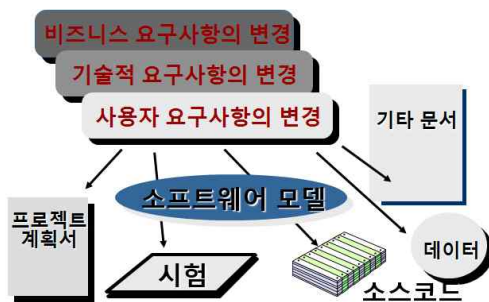 비즈니스 요구사항의 변경
기술적 요구사항의 변경
사용자 요구사항의 변경
기타 문서
소프트웨어 모델
프로젝트
계획서
시험
데이터
소스코드